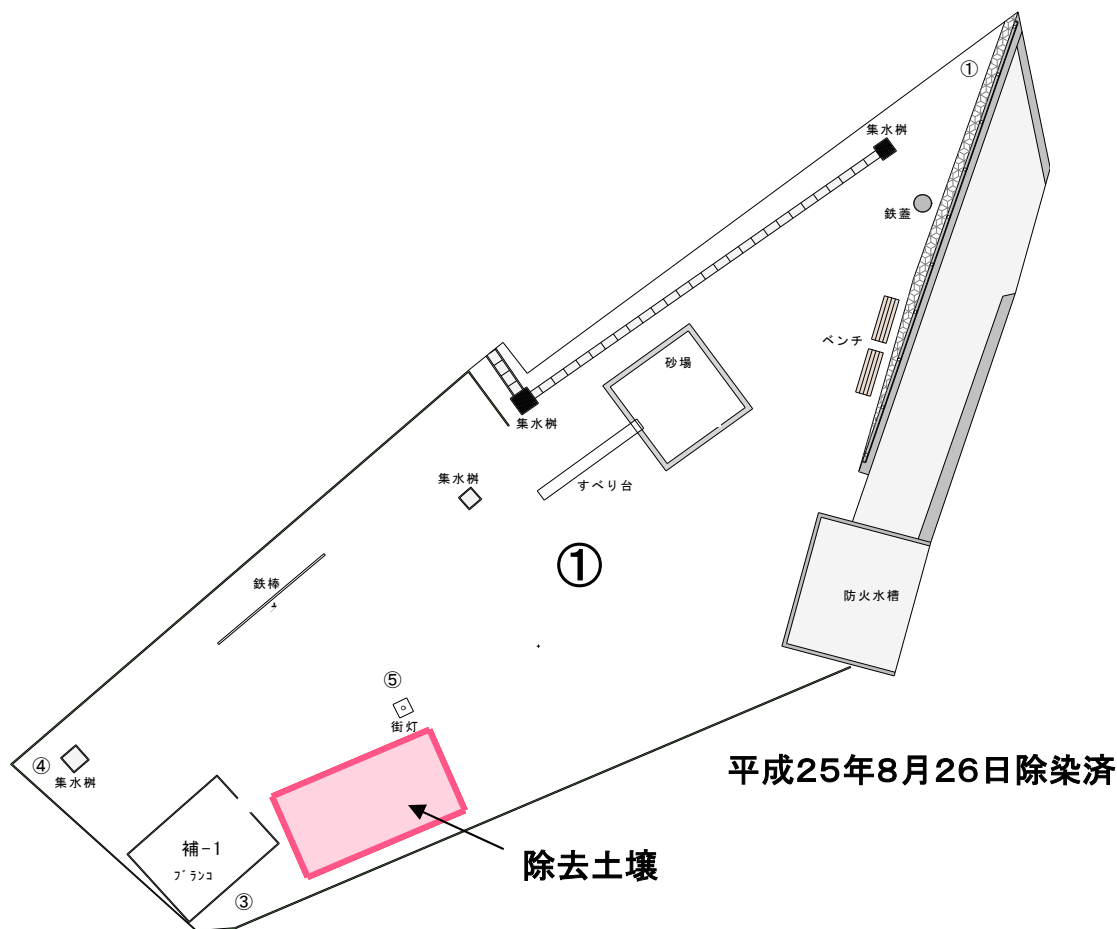 ①
集水桝
鉄蓋
ベンチ
砂場
集水桝
集水桝
すべり台
①
鉄棒
防火水槽
⑤
街灯
④
集水桝
平成25年8月26日除染済
補-1
ブランコ
除去土壌
③